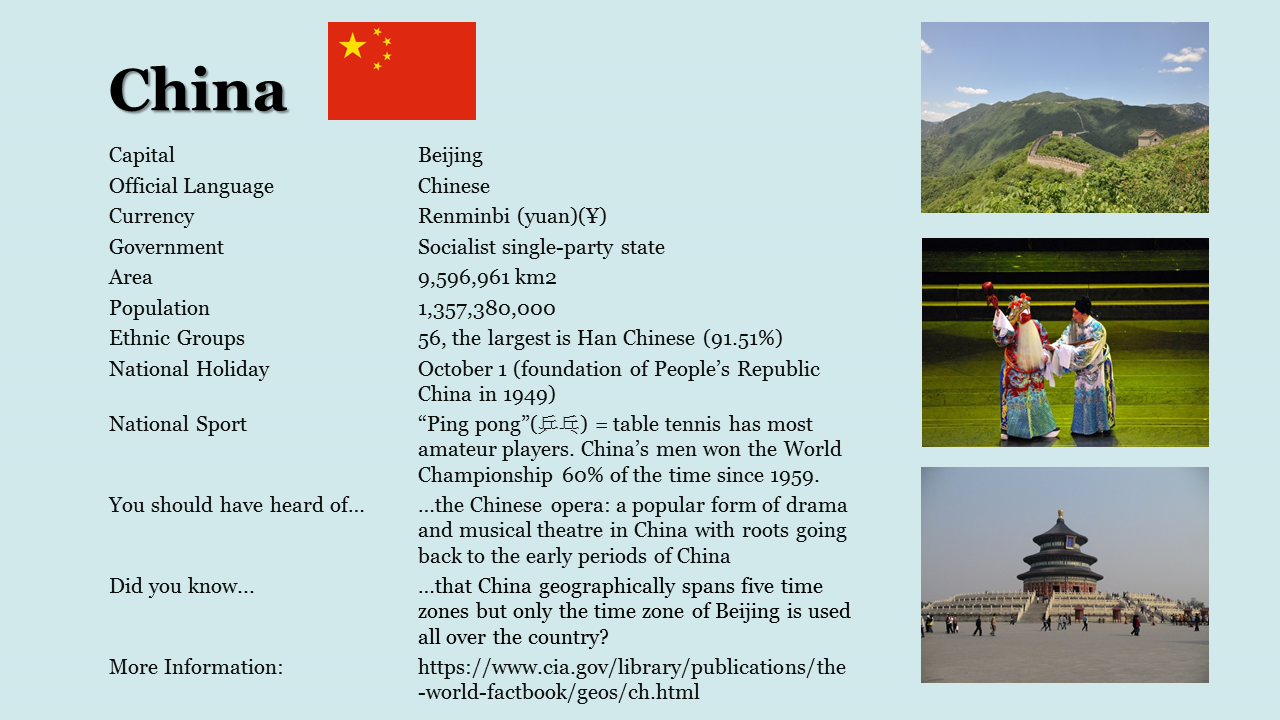 China
Capital Beijing
Official Language Chinese
Currency Renminbi (yuan)(¥)
Government Socialist single-party state
Area 9,596,961 km2
Population 1,357,380,000
Ethnic Groups 56, the largest is Han Chinese (91.51%)
National Holiday October 1 (foundation of People’s Republic
China in 1949)
National Sport “Ping pong”(乒乓) = table tennis has most
amateur players. China’s men won the World
Championship 60% of the time since 1959.
You should have heard of… …the Chinese opera: a popular form of drama
and musical theatre in China with roots going
back to the early periods of China
Did you know… …that China geographically spans five time
zones but only the time zone of Beijing is used
all over the country?
More Information: https://www.cia.gov/library/publications/the
-world-factbook/geos/ch.html